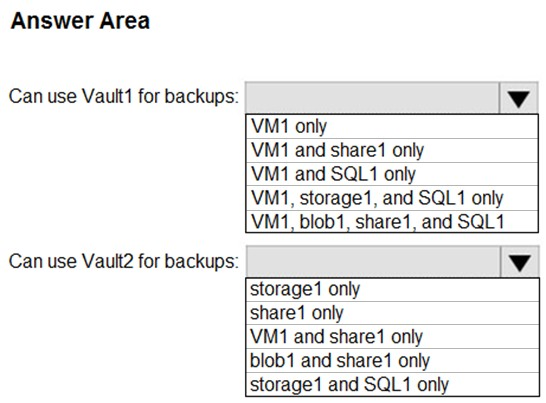 Answer Area
Can use Vault1 for backups:
VM1 only
VM1 and share1 only
VM1 and SQL1 only
VM1, storage1, and SQL1 only
VM1, blob1, share1, and SQL1
Can use Vault2 for backups:
storage1 only
share1 only
VM1 and share1 only
blob1 and share1 only
storage1 and SQL1 only